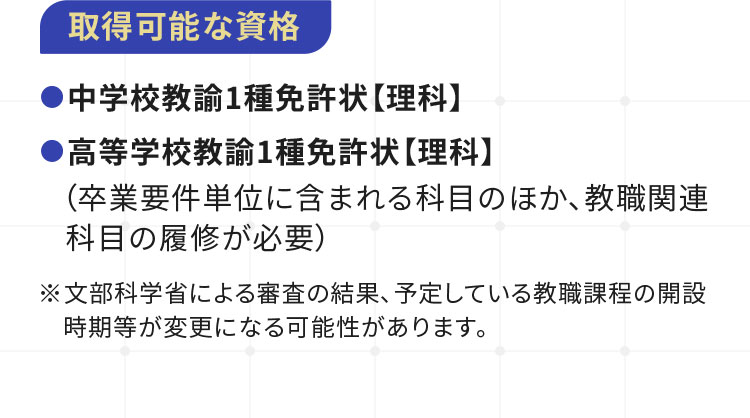 取得可能な資格
●中学校教諭1種免許状【理科】
●高等学校教諭1種免許状【理科】
（卒業要件単位に含まれる科目のほか、教職関連
科目の履修が必要）
※文部科学省による審査の結果、予定している教職課程の開設
時期等が変更になる可能性があります。